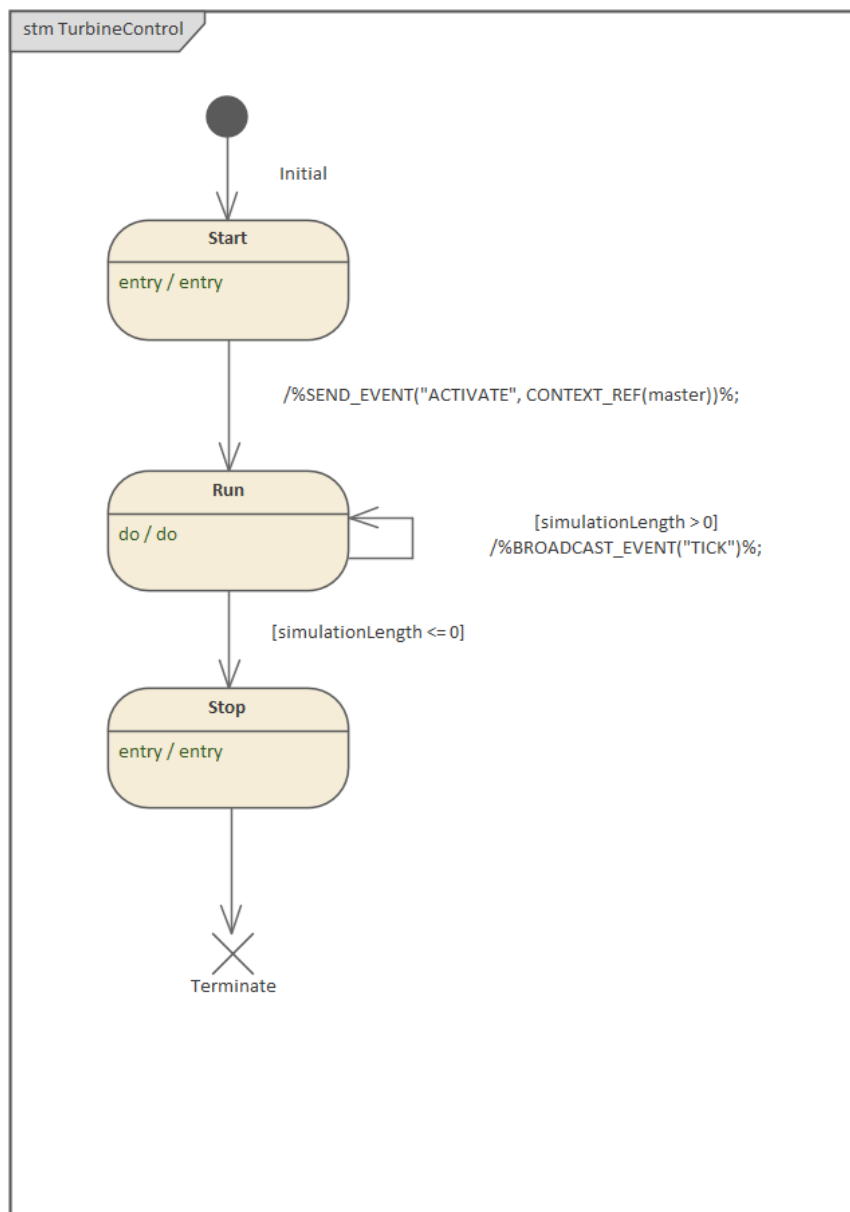 stm TurbineControl
Initial
Start
entry / entry
/%SEND_EVENT("ACTIVATE", CONTEXT_REF(master))%;
Run
do / do
[simulationLength > 0]
/%BROADCAST_EVENT("TICK")%;
[simulationLength <= 0]
Stop
entry / entry
Terminate